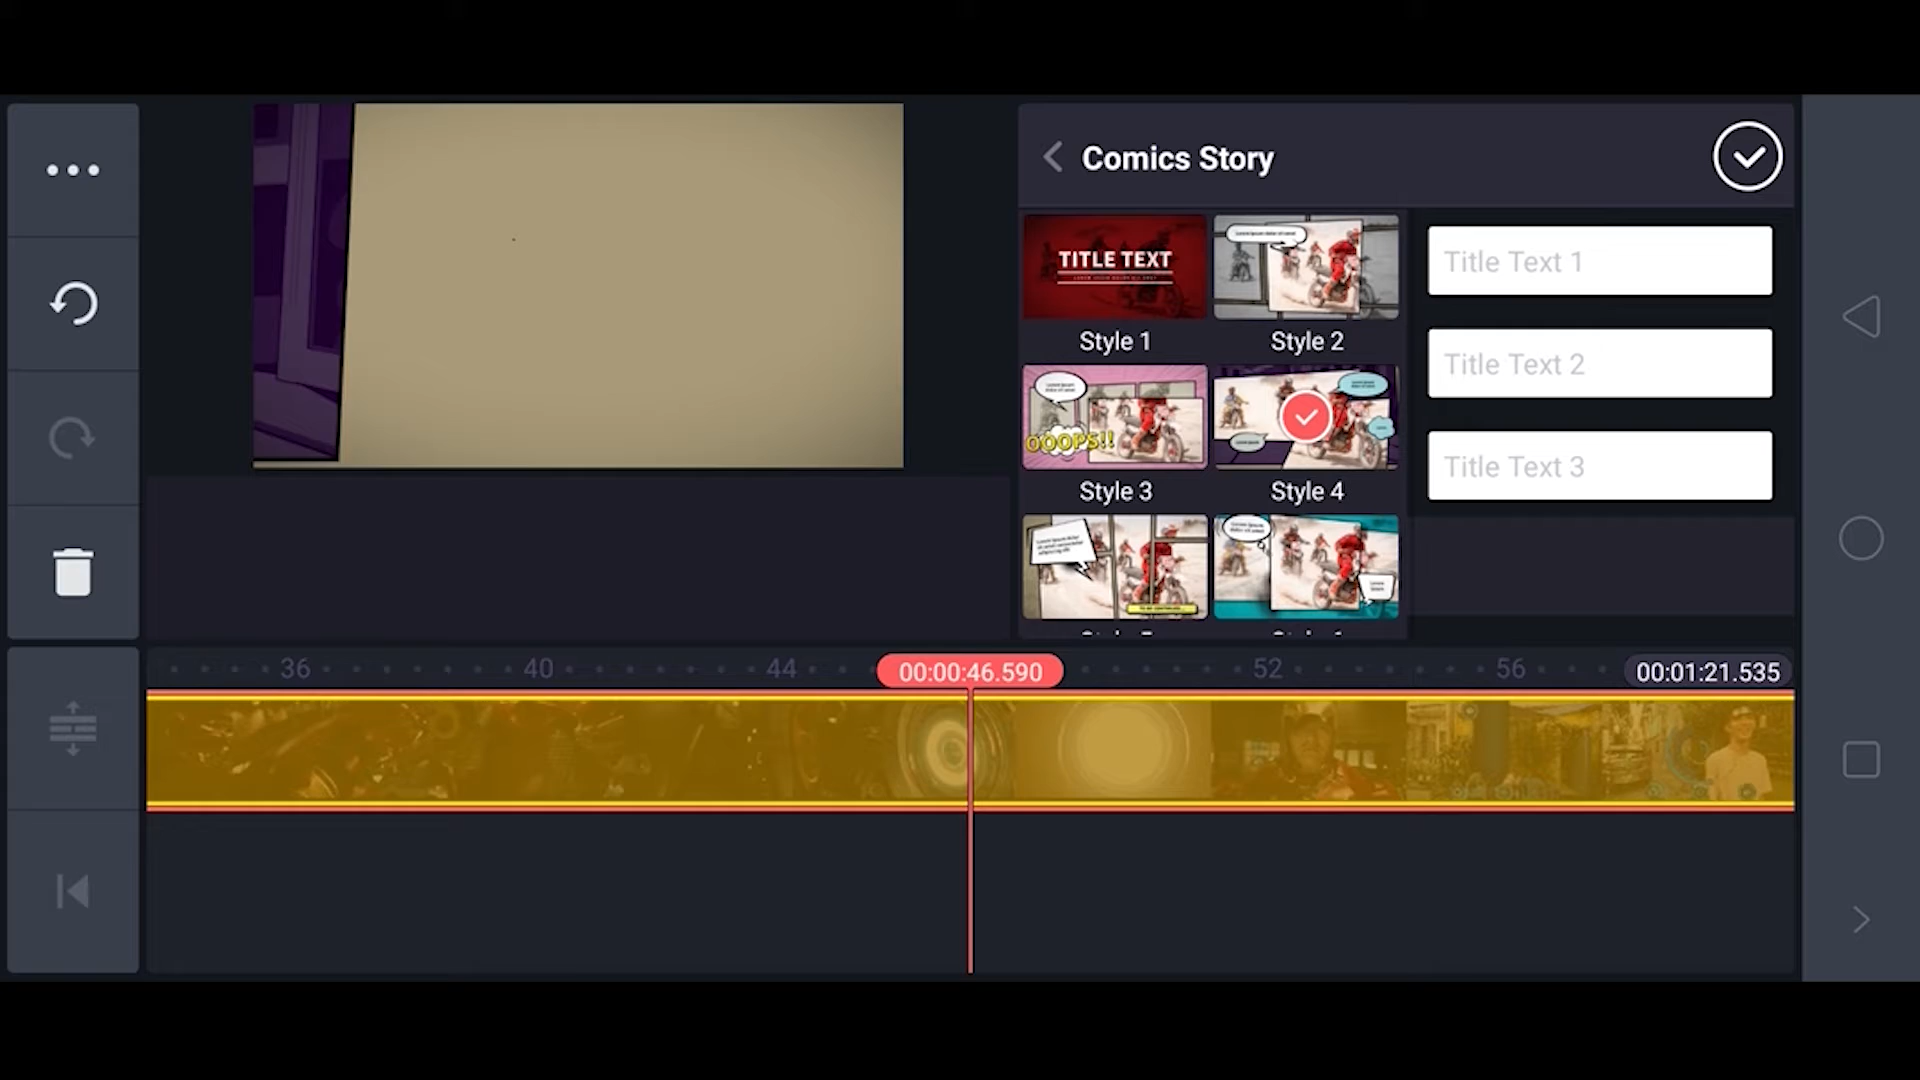 Comics Story
TITLE TEXT
Style 1
Style 2
OOOPS!!
Style 3
Style 4
Title Text 1
Title Text 2
Title Text 3
36
40
44
00:00:46.590
52
56
00:01:21.535